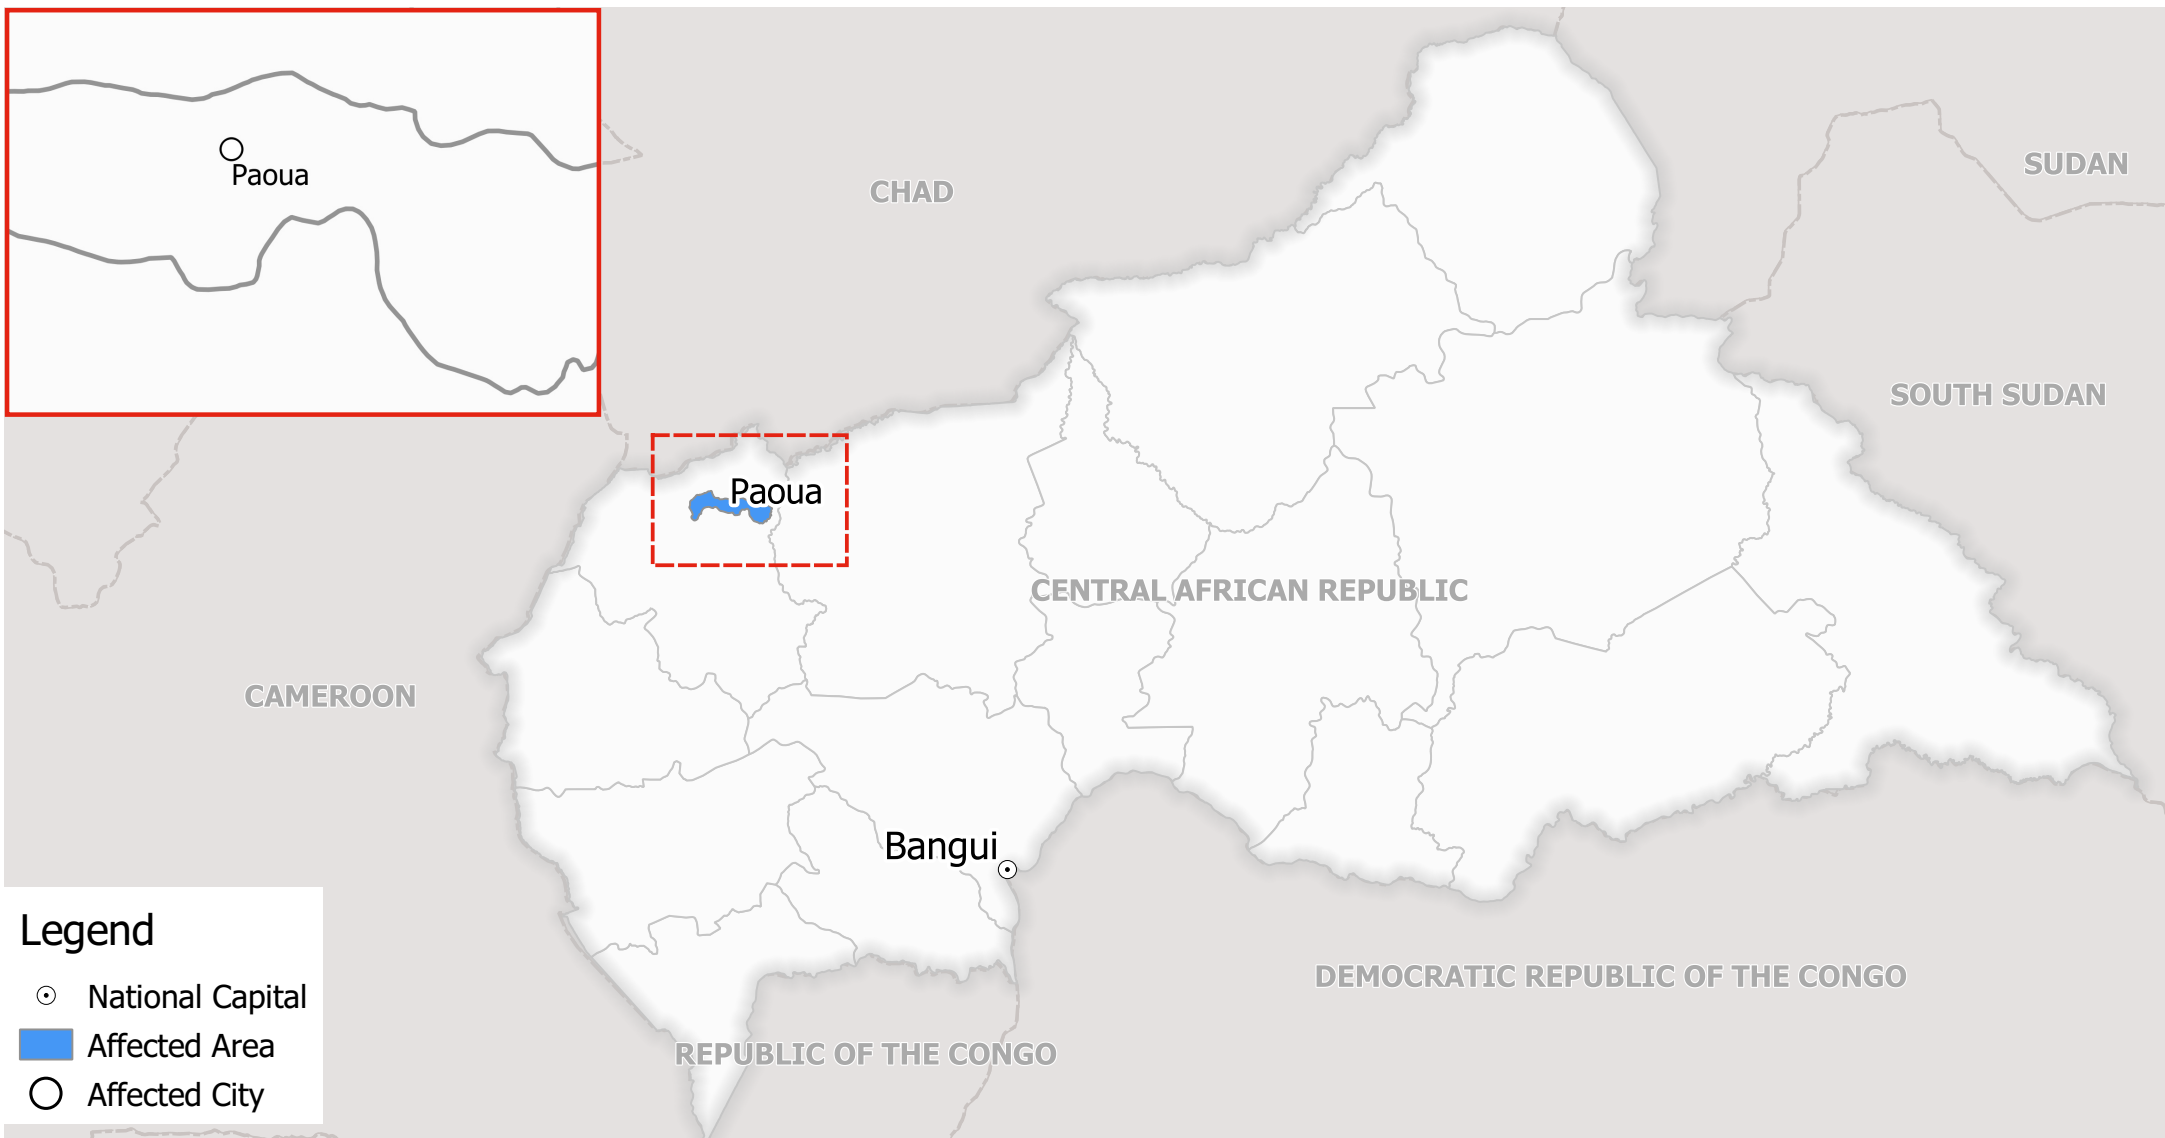 Paoua
CHAD
SUDAN
SOUTH SUDAN
Paoua
CENTRAL AFRICAN REPUBLIC
CAMEROON
Bangui
DEMOCRATIC REPUBLIC OF THE CONGO
REPUBLIC OF THE CONGO
Legend
National Capital
Affected Area
Affected City